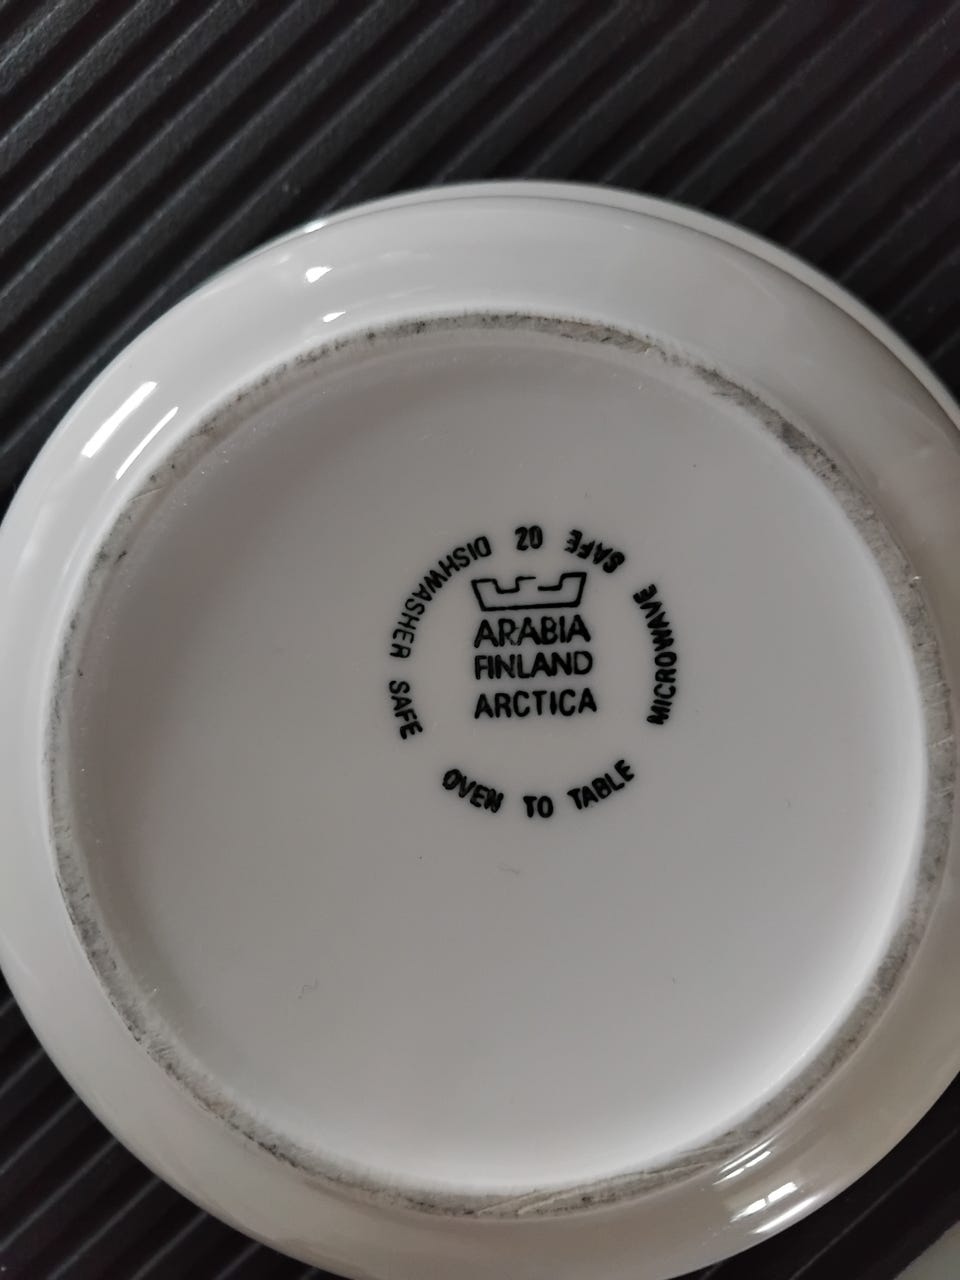 DISHWASHER SAFE
20
MICROWAVE SAFE
ARABIA
FINLAND
ARCTICA
OVEN TO TABLE